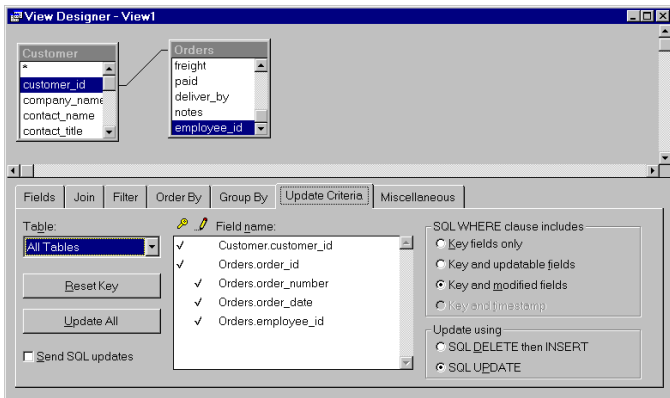 View Designer - View1
Customer
*
customer_id
company_name
contact_name
contact_title
Orders
freight
paid
deliver_by
notes
employee_id
Fields
Join
Filter
Order By
Group By
Update Criteria
Miscellaneous
Table:
All Tables
Reset Key
Update All
Send SQL updates
Field name:
Customer.customer_id
Orders.order_id
Orders.order_number
Orders.order_date
Orders.employee_id
SQL WHERE clause includes
Key fields only
Key and updatable fields
Key and modified fields
Key and timestamp
Update using
SQL DELETE then INSERT
SQL UPDATE